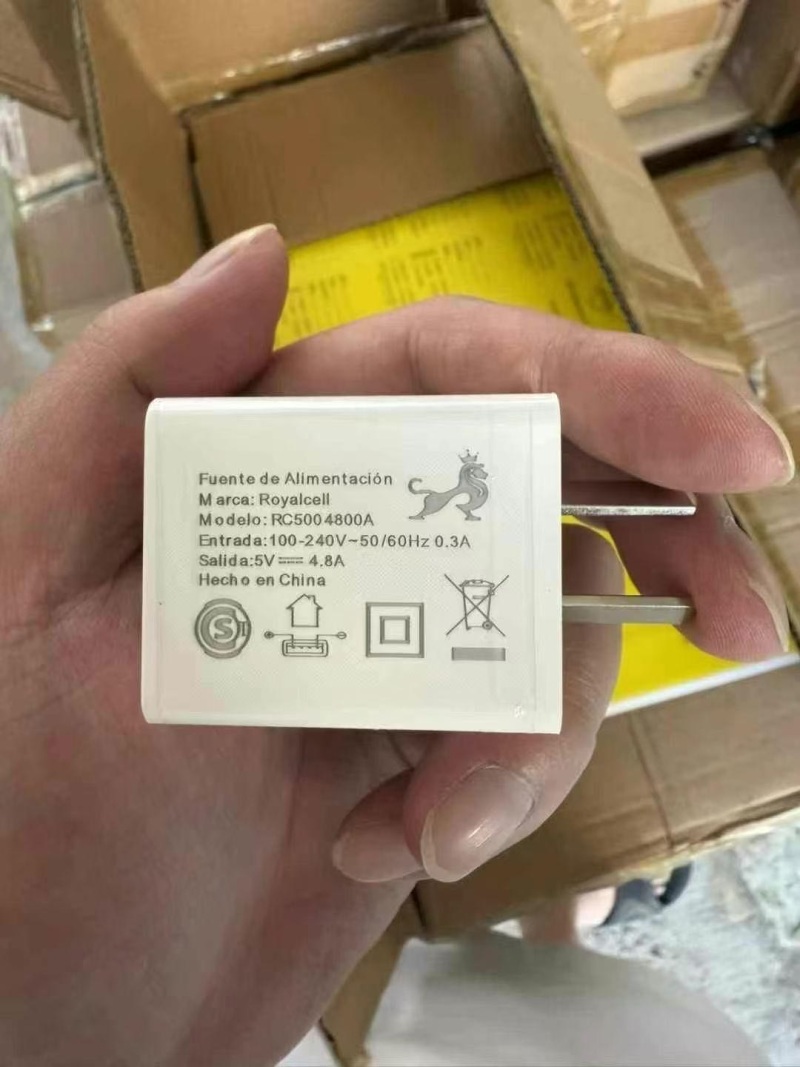 Fuente de Alimentación
Marca: Royalcell
Modelo: RC5004800A
Entrada:100-240V~50/60Hz 0.3A
Salida:5V⎓4.8A
Hecho en China
S